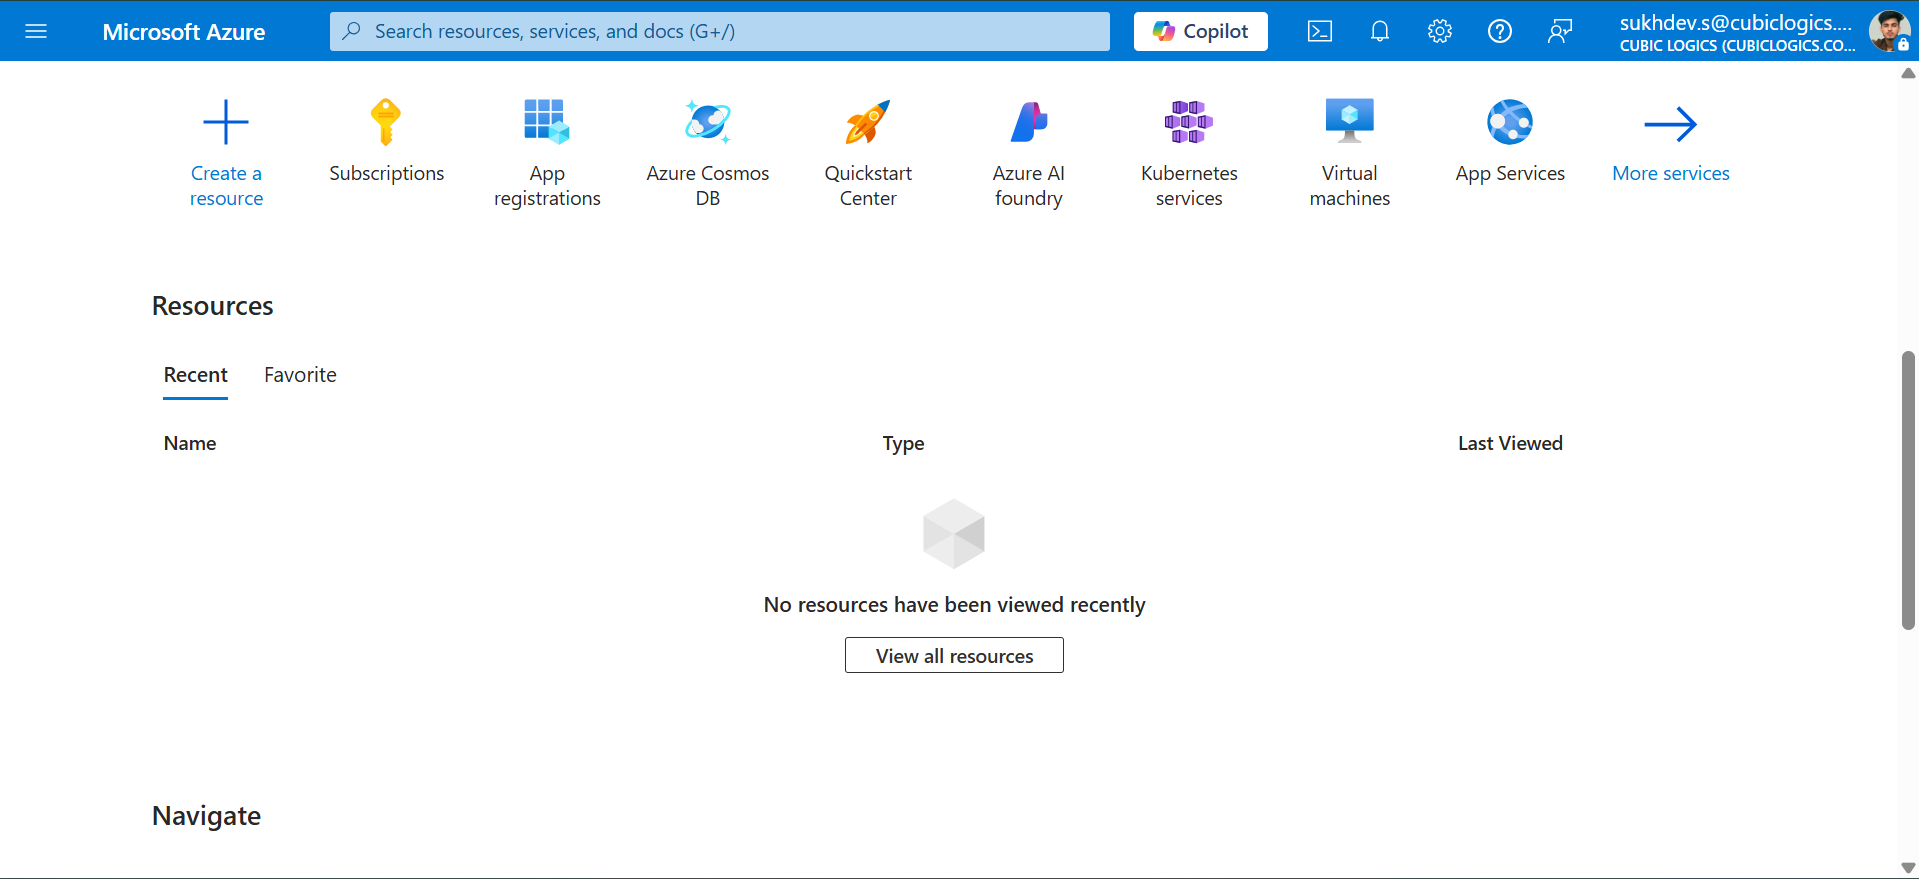 Microsoft Azure
Search resources, services, and docs (G+/)
Copilot
sukhdev.s@cubiclogics....
CUBIC LOGICS (CUBICLOGICS.CO...
Create a
resource
Subscriptions
App
registrations
Azure Cosmos
DB
Quickstart
Center
Azure AI
foundry
Kubernetes
services
Virtual
machines
App Services
More services
Resources
Recent
Favorite
Name
Type
Last Viewed
No resources have been viewed recently
View all resources
Navigate